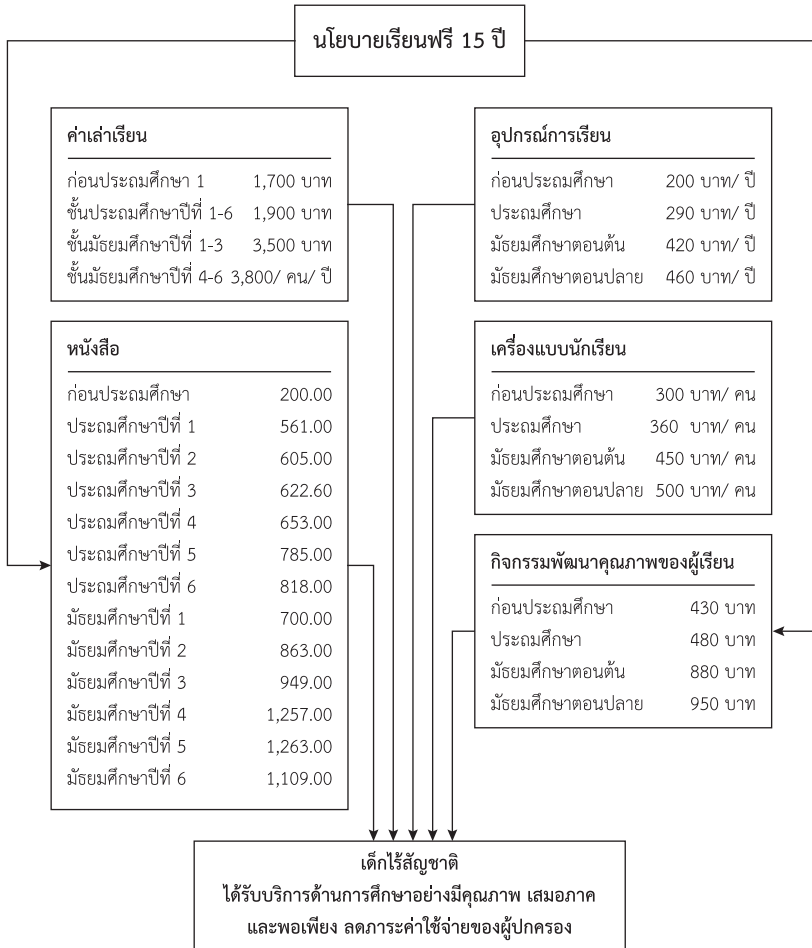 นโยบายเรียนฟรี 15 ปี
ค่าเล่าเรียน
ก่อนประถมศึกษา 1 1,700 บาท
ชั้นประถมศึกษาปีที่ 1-6 1,900 บาท
ชั้นมัธยมศึกษาปีที่ 1-3 3,500 บาท
ชั้นมัธยมศึกษาปีที่ 4-6 3,800/ คน/ ปี
หนังสือ
ก่อนประถมศึกษา 200.00
ประถมศึกษาปีที่ 1 561.00
ประถมศึกษาปีที่ 2 605.00
ประถมศึกษาปีที่ 3 622.60
ประถมศึกษาปีที่ 4 653.00
ประถมศึกษาปีที่ 5 785.00
ประถมศึกษาปีที่ 6 818.00
มัธยมศึกษาปีที่ 1 700.00
มัธยมศึกษาปีที่ 2 863.00
มัธยมศึกษาปีที่ 3 949.00
มัธยมศึกษาปีที่ 4 1,257.00
มัธยมศึกษาปีที่ 5 1,263.00
มัธยมศึกษาปีที่ 6 1,109.00
อุปกรณ์การเรียน
ก่อนประถมศึกษา 200 บาท/ ปี
ประถมศึกษา 290 บาท/ ปี
มัธยมศึกษาตอนต้น 420 บาท/ ปี
มัธยมศึกษาตอนปลาย 460 บาท/ ปี
เครื่องแบบนักเรียน
ก่อนประถมศึกษา 300 บาท/ คน
ประถมศึกษา 360 บาท/ คน
มัธยมศึกษาตอนต้น 450 บาท/ คน
มัธยมศึกษาตอนปลาย 500 บาท/ คน
กิจกรรมพัฒนาคุณภาพของผู้เรียน
ก่อนประถมศึกษา 430 บาท
ประถมศึกษา 480 บาท
มัธยมศึกษาตอนต้น 880 บาท
มัธยมศึกษาตอนปลาย 950 บาท
เด็กไร้สัญชาติ
ได้รับบริการด้านการศึกษาอย่างมีคุณภาพ เสมอภาค
และพอเพียง ลดภาระค่าใช้จ่ายของผู้ปกครอง